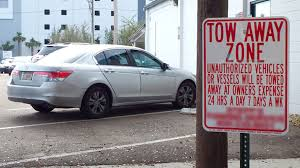 TOW AWAY
ZONE
UNAUTHORIZED VEHICLES
OR VESSELS WILL BE TOWED
AWAY AT OWNERS EXPENSE
24 HRS A DAY 7 DAYS A WK